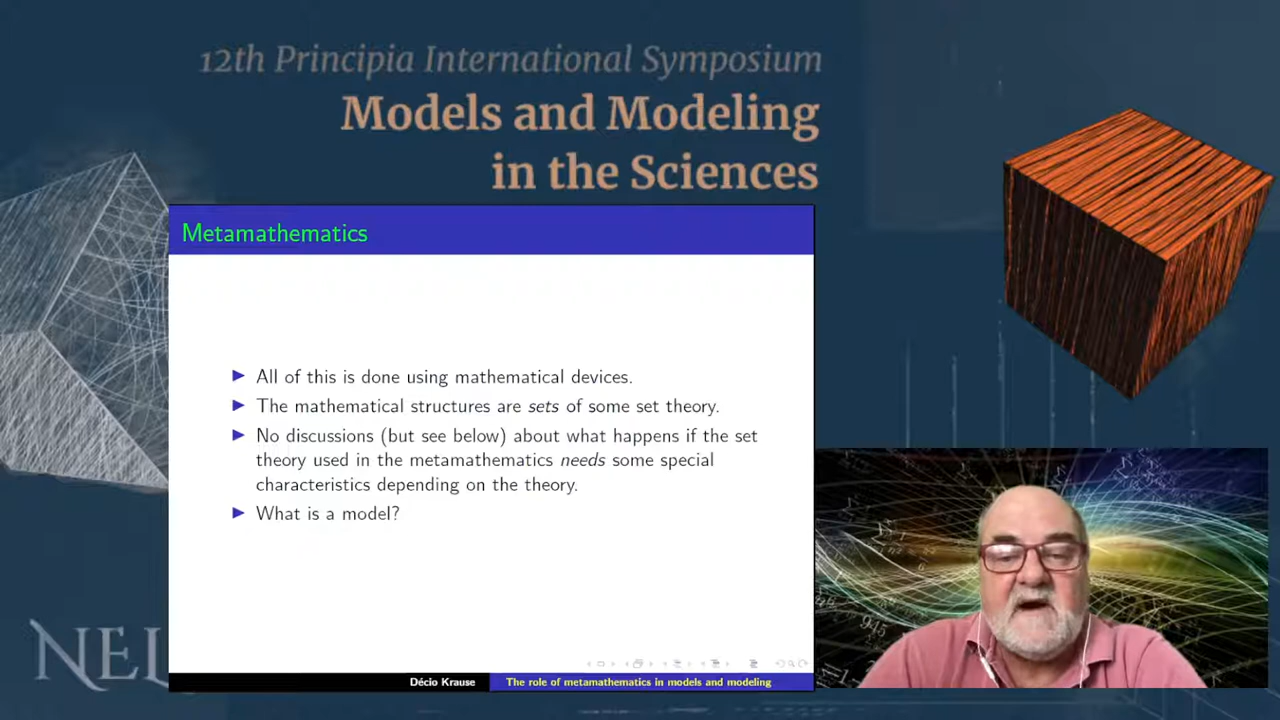 12th Principia International Symposium
Models and Modeling
in the Sciences
Metamathematics
All of this is done using mathematical devices.
The mathematical structures are sets of some set theory.
No discussions (but see below) about what happens if the set
theory used in the metamathematics needs some special
characteristics depending on the theory.
What is a model?
NEL
Décio Krause
The role of metamathematics in models and modeling
945